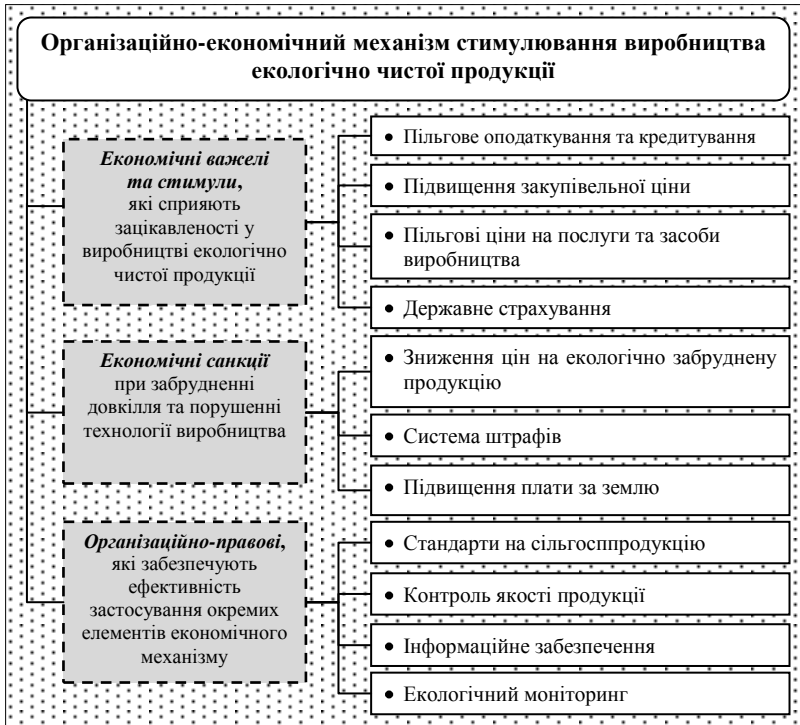 Організаційно-економічний механізм стимулювання виробництва
екологічно чистої продукції
Економічні важелі
та стимули,
які сприяють
зацікавленості у
виробництві екологічно
чистої продукції
• Пільгове оподаткування та кредитування
• Підвищення закупівельної ціни
• Пільгові ціни на послуги та засоби
виробництва
• Державне страхування
Економічні санкції
при забрудненні
довкілля та порушенні
технології виробництва
• Зниження цін на екологічно забруднену
продукцію
• Система штрафів
• Підвищення плати за землю
Організаційно-правові,
які забезпечують
ефективність
застосування окремих
елементів економічного
механізму
• Стандарти на сільгосппродукцію
• Контроль якості продукції
• Інформаційне забезпечення
• Екологічний моніторинг